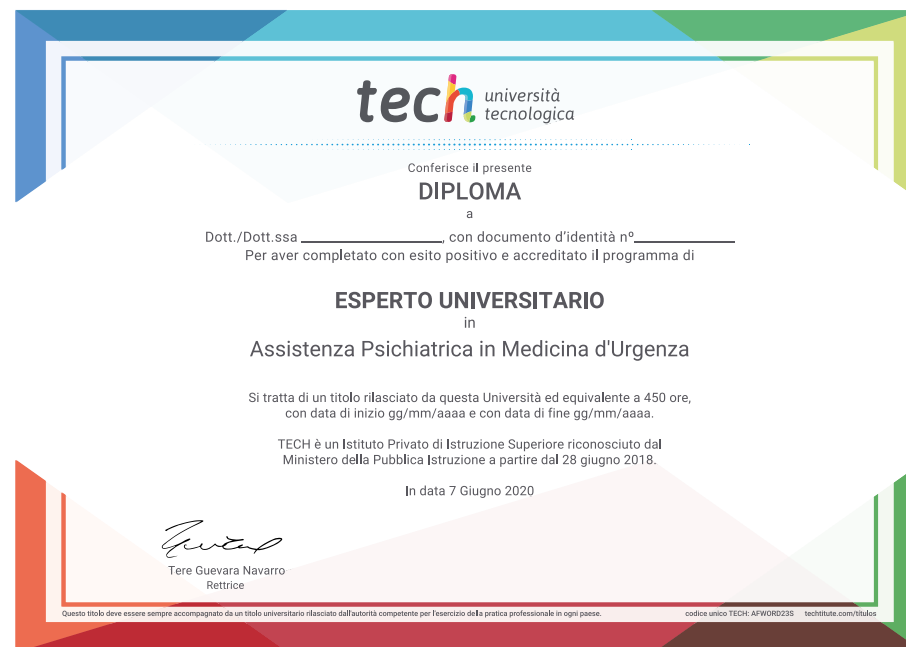 tech università
tecnologica
Conferisce il presente
DIPLOMA
a
Dott./Dott.ssa ________________, con documento d'identità nº____________
Per aver completato con esito positivo e accreditato il programma di
ESPERTO UNIVERSITARIO
in
Assistenza Psichiatrica in Medicina d'Urgenza
Si tratta di un titolo rilasciato da questa Università ed equivalente a 450 ore,
con data di inizio gg/mm/aaaa e con data di fine gg/mm/aaaa.
TECH è un Istituto Privato di Istruzione Superiore riconosciuto dal
Ministero della Pubblica Istruzione a partire dal 28 giugno 2018.
In data 7 Giugno 2020
Tere Guevara Navarro
Rettrice
Questo titolo deve essere sempre accompagnato da un titolo universitario rilasciato dall'autorità competente per l'esercizio della pratica professionale in ogni paese. codice unico TECH: AFWORD23S techtitute.com/titulos